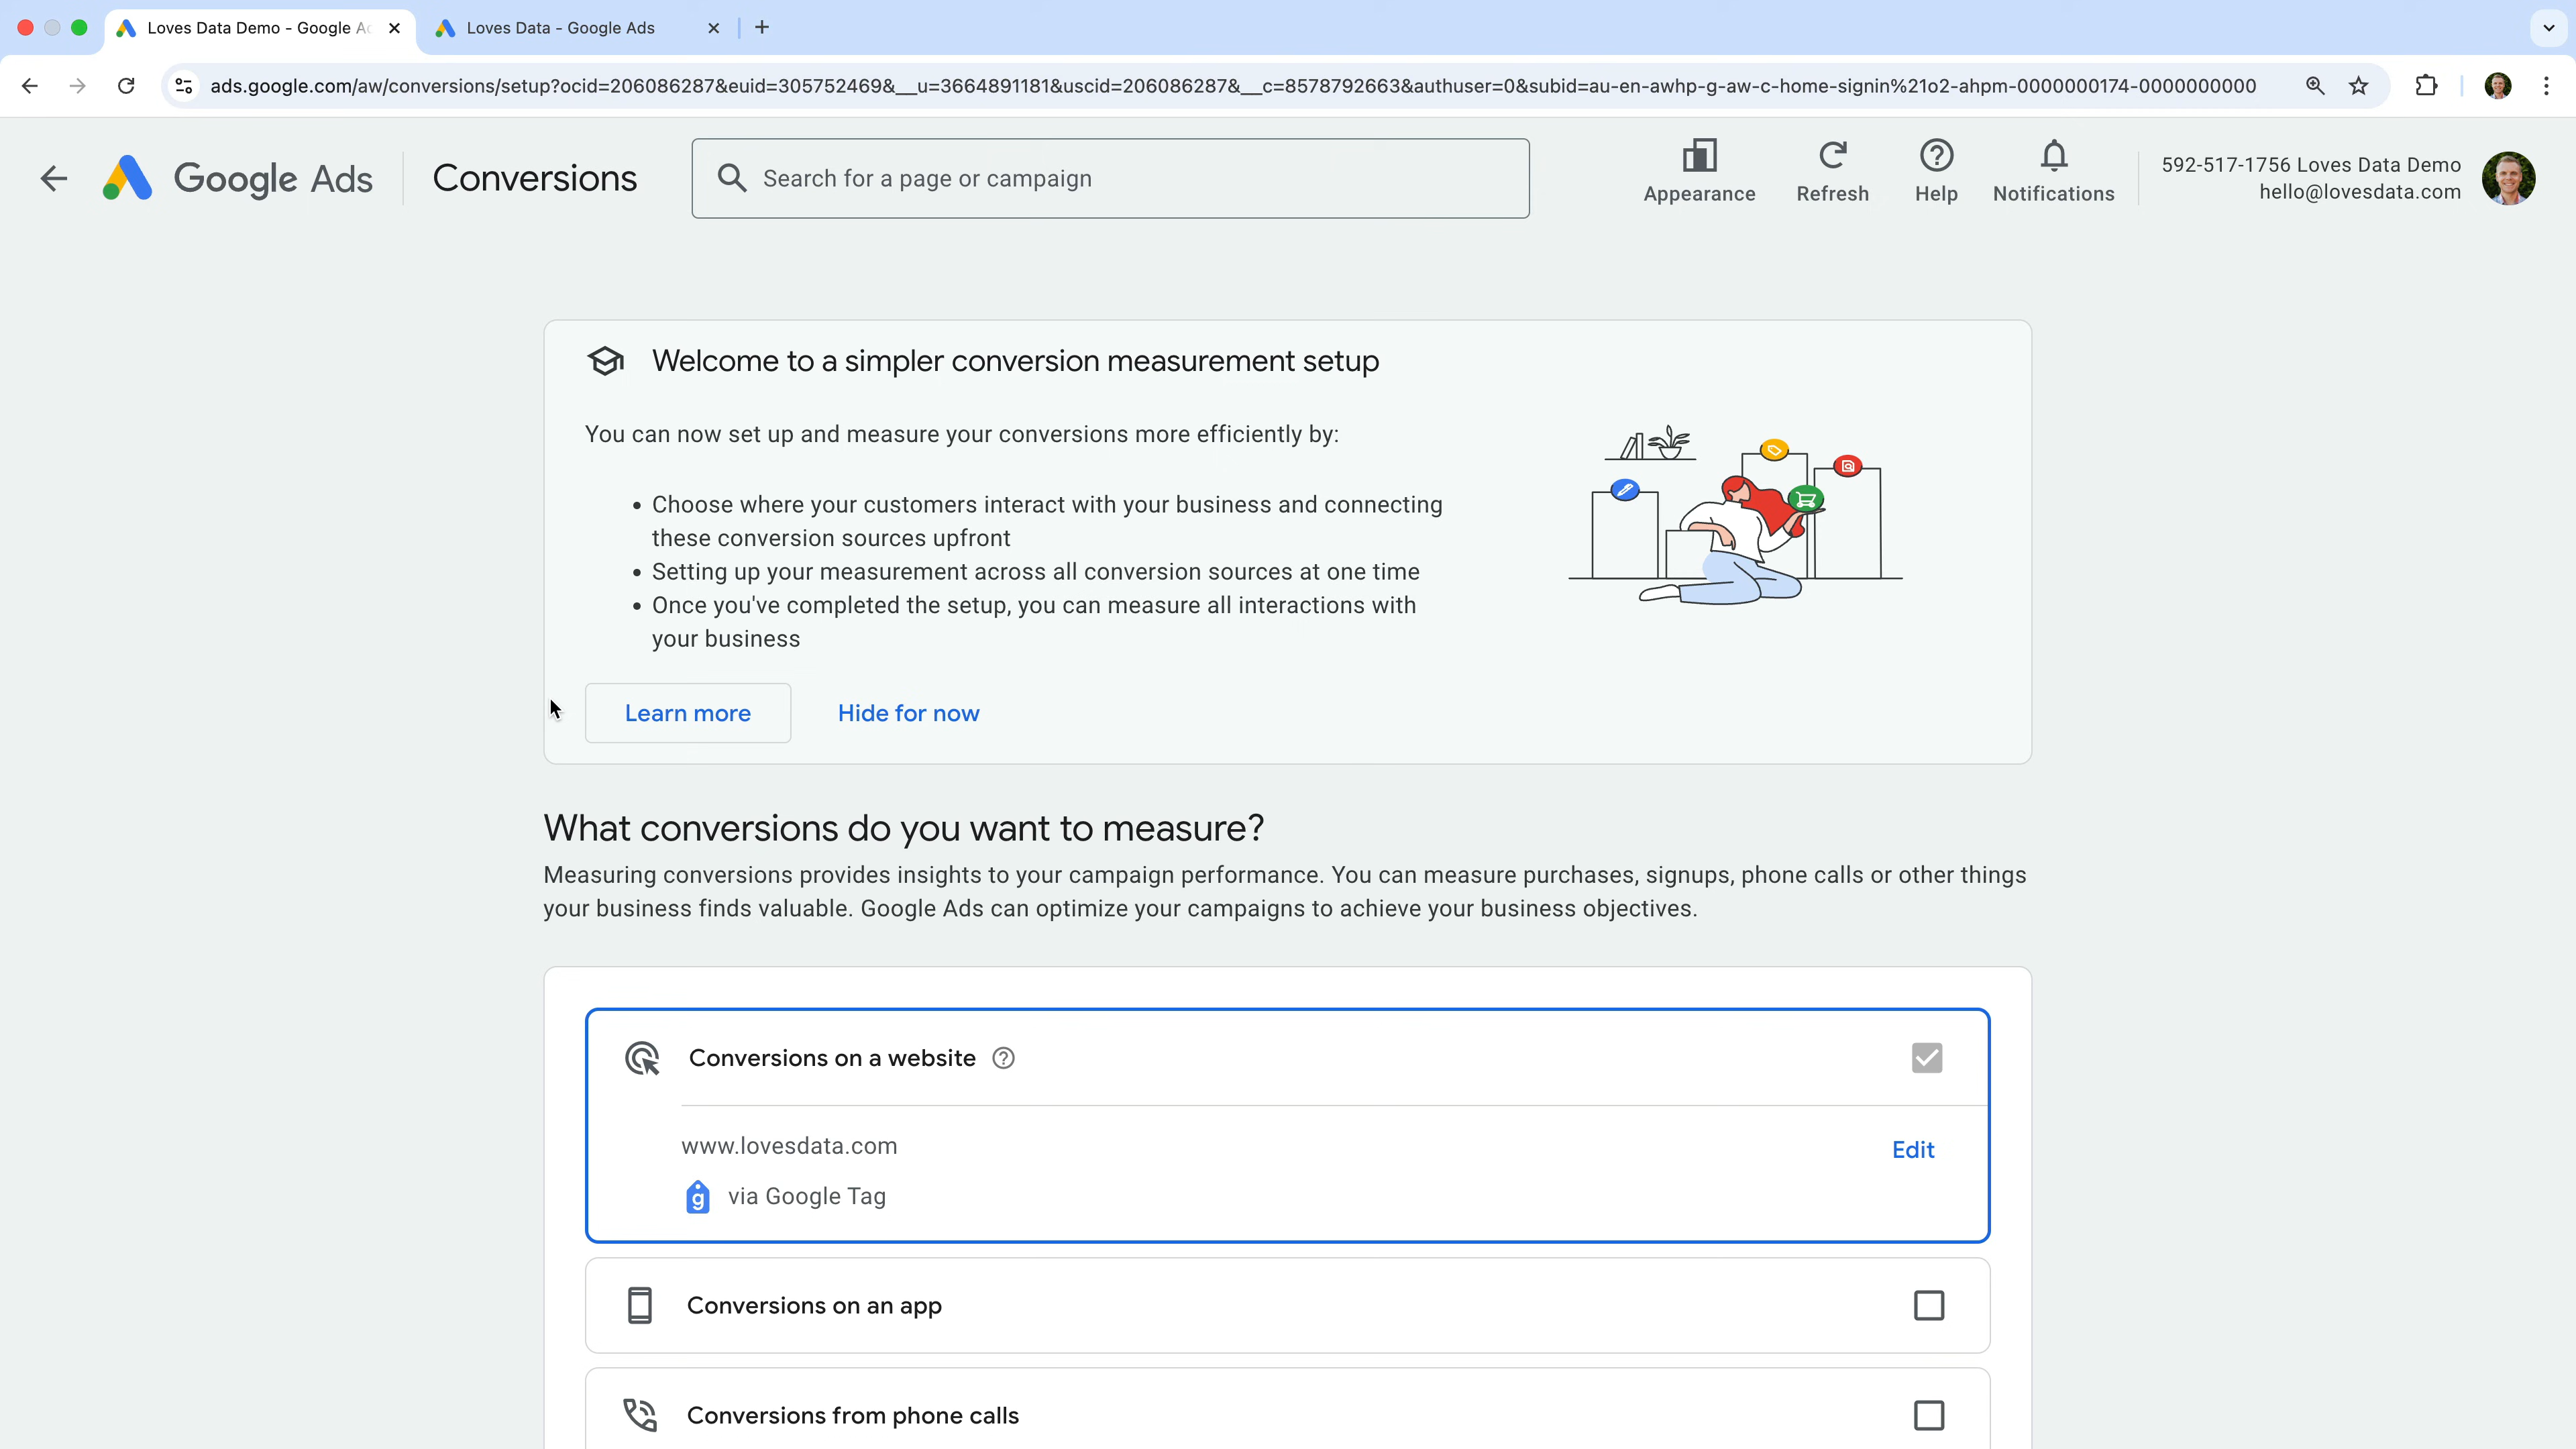 Loves Data Demo - Google A
Loves Data - Google Ads
ads.google.com/aw/conversions/setup?ocid=206086287&euid=305752469&__u=3664891181&uscid=206086287&__c=8578792663&authuser=0&subid=au-en-awhp-g-aw-c-home-signin%21o2-ahpm-0000000174-0000000000
Google Ads
Conversions
Search for a page or campaign
Appearance
Refresh
Help
Notifications
592-517-1756 Loves Data Demo
hello@lovesdata.com
Welcome to a simpler conversion measurement setup
You can now set up and measure your conversions more efficiently by:
• Choose where your customers interact with your business and connecting
these conversion sources upfront
• Setting up your measurement across all conversion sources at one time
• Once you've completed the setup, you can measure all interactions with
your business
Learn more
Hide for now
What conversions do you want to measure?
Measuring conversions provides insights to your campaign performance. You can measure purchases, signups, phone calls or other things
your business finds valuable. Google Ads can optimize your campaigns to achieve your business objectives.
Conversions on a website
www.lovesdata.com
Edit
g via Google Tag
Conversions on an app
Conversions from phone calls